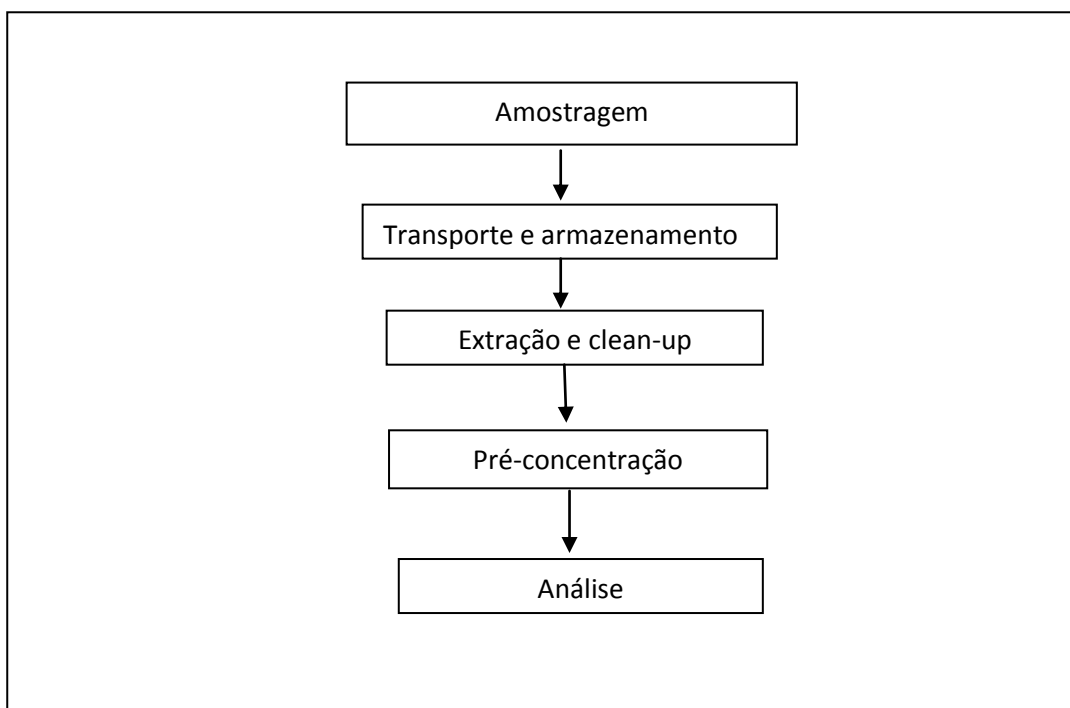 Amostragem
Transporte e armazenamento
Extração e clean-up
Pré-concentração
Análise